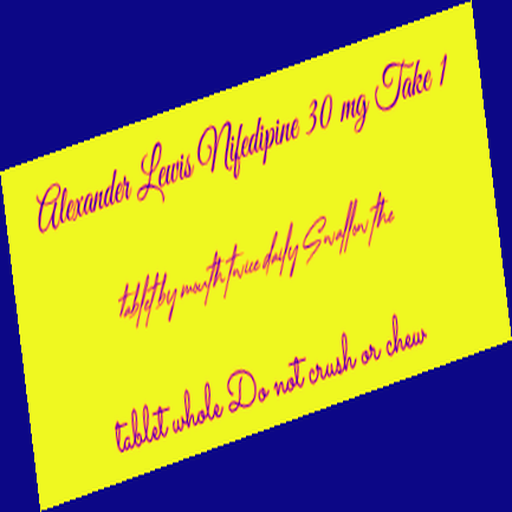 Alexander Lewis Nifedipine 30 mg Take 1
tablet by mouth twice daily Swallow the
tablet whole Do not crush or chew